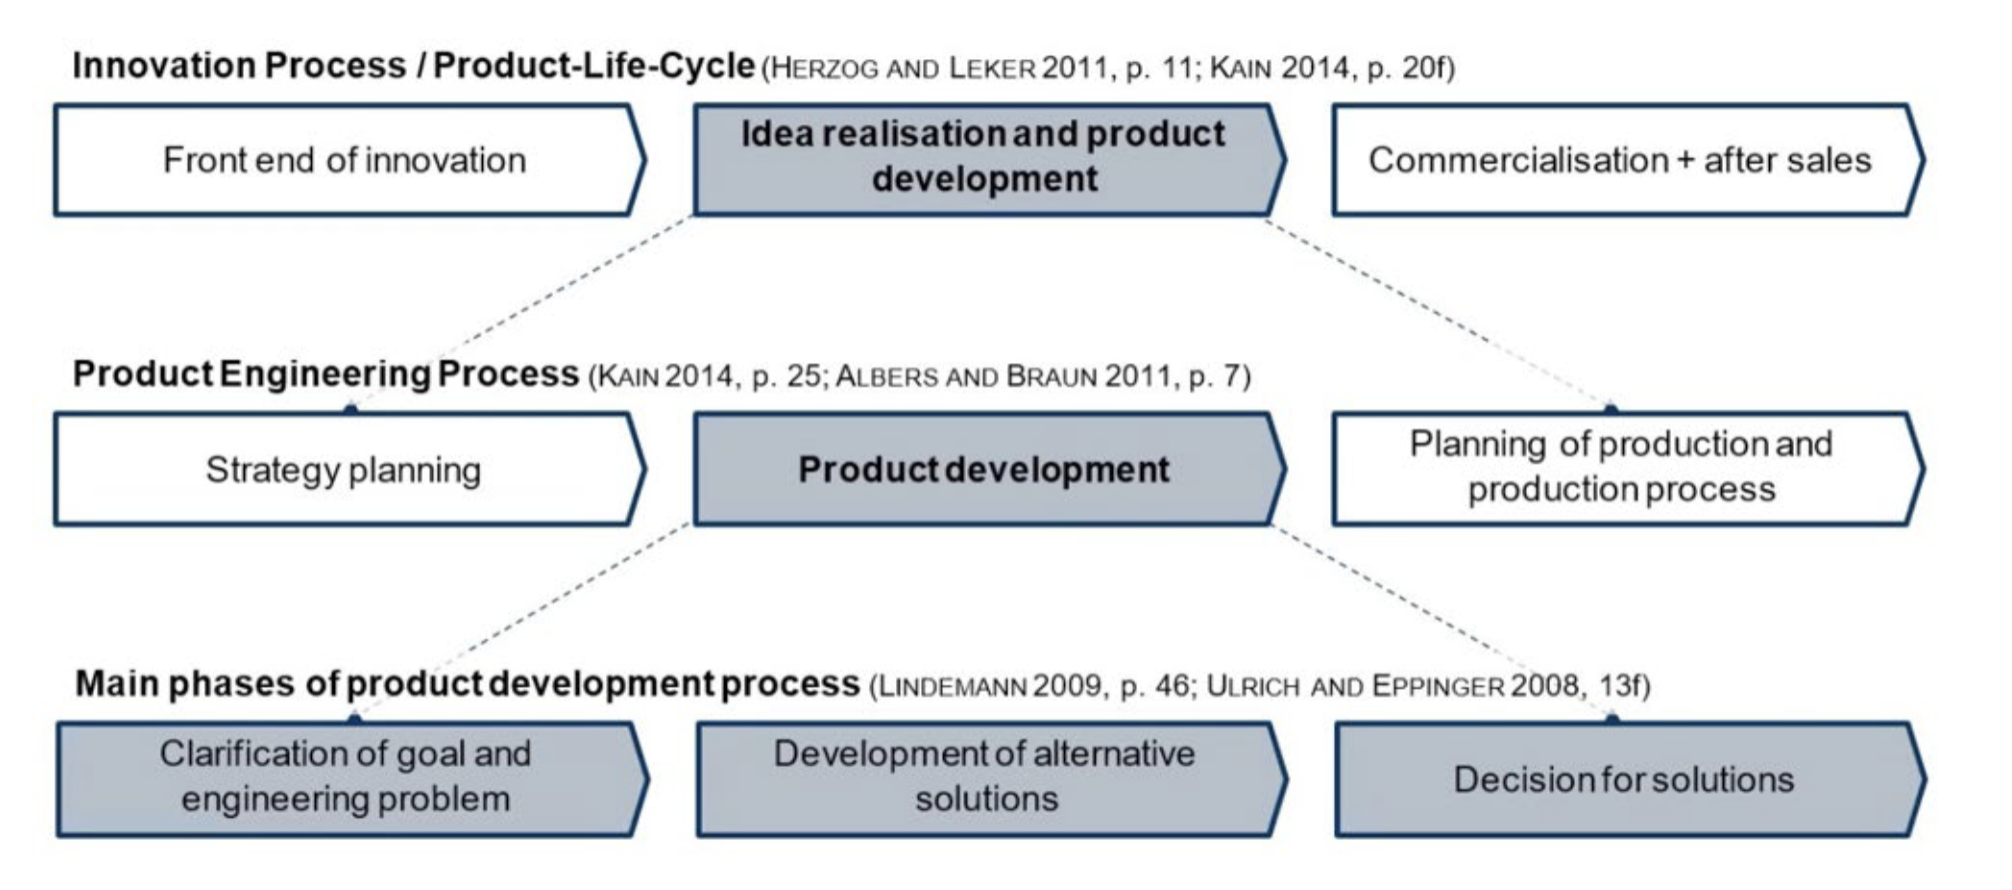 Innovation Process / Product-Life-Cycle (HERZOG AND LEKER 2011, p. 11; KAIN 2014, p. 20f)
Front end of innovation
Idea realisation and product
development
Commercialisation + after sales
Product Engineering Process (KAIN 2014, p. 25; ALBERS AND BRAUN 2011, p. 7)
Strategy planning
Product development
Planning of production and
production process
Main phases of product development process (LINDEMANN 2009, p. 46; ULRICH AND EPPINGER 2008, 13f)
Clarification of goal and
engineering problem
Development of alternative
solutions
Decision for solutions